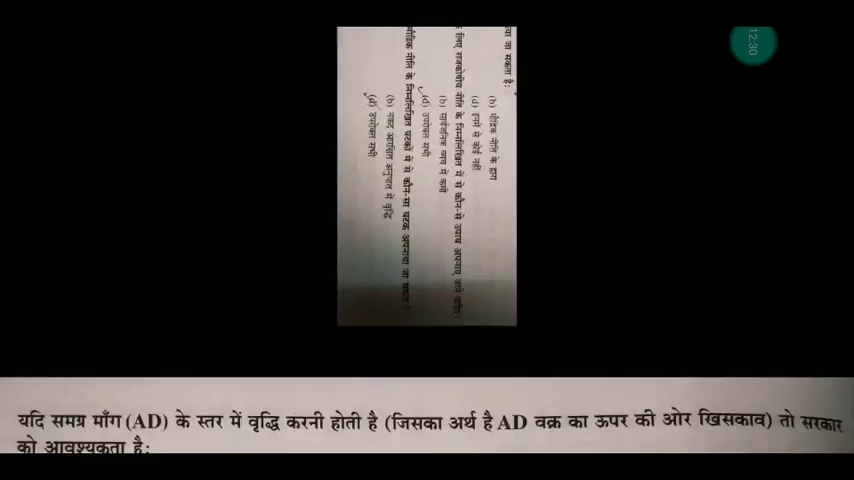 12:30
या जा सकता है:
(b) मौद्रिक नीति के द्वारा
(d) इनमें से कोई नहीं
के लिए राजकोषीय नीति के निम्नलिखित में से कौन-से उपाय अपनाए जाने चाहिए
(b) सार्वजनिक व्यय में कमी
(d) उपरोक्त सभी
मौद्रिक नीति के निम्नलिखित घटकों में से कौन-सा घटक अपनाया जा सकता है
(b) नकद आरक्षित अनुपात में वृद्धि
(d) उपरोक्त सभी
यदि समग्र माँग (AD) के स्तर में वृद्धि करनी होती है (जिसका अर्थ है AD वक्र का ऊपर की ओर खिसकाव) तो सरकार
को आवश्यकता है: